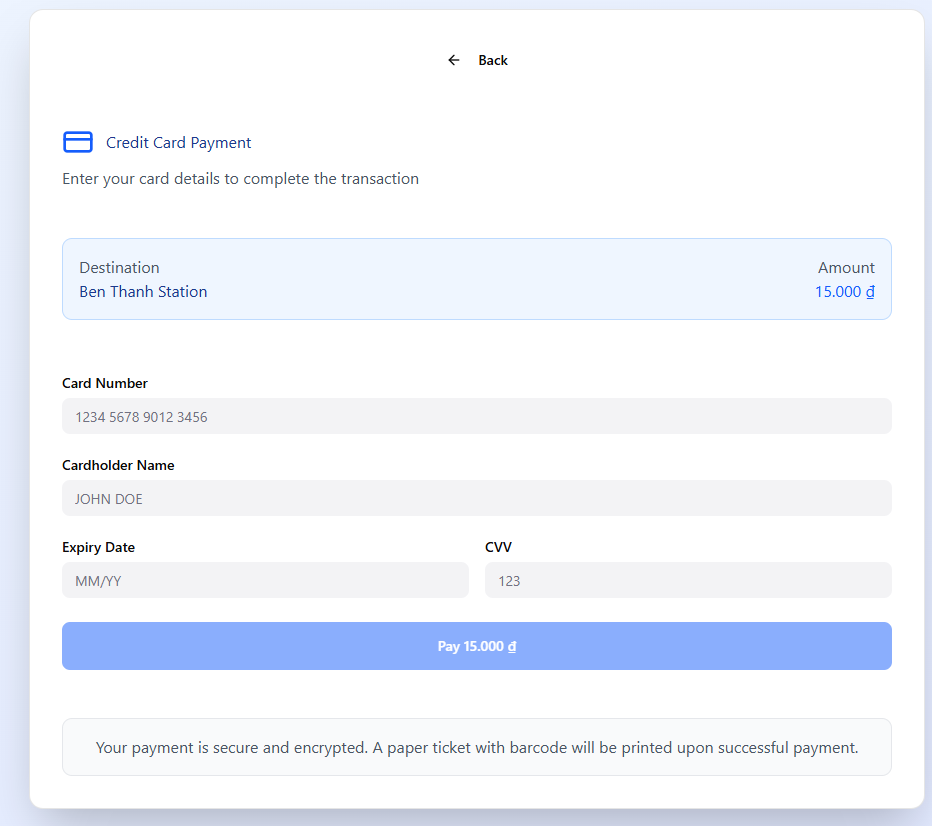 Back
Credit Card Payment
Enter your card details to complete the transaction
Destination
Amount
Ben Thanh Station
15.000 ₫
Card Number
1234 5678 9012 3456
Cardholder Name
JOHN DOE
Expiry Date
CVV
MM/YY
123
Pay 15.000 ₫
Your payment is secure and encrypted. A paper ticket with barcode will be printed upon successful payment.